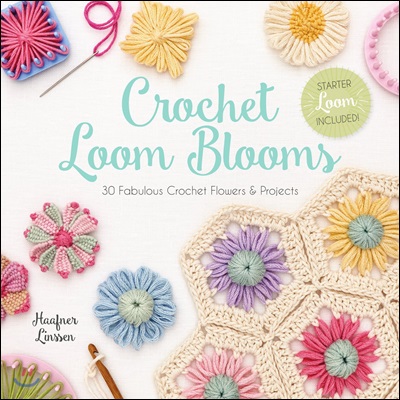 Crochet
Loom Blooms
30 Fabulous Crochet Flowers & Projects
STARTER
Loom
INCLUDED!
Haafner
Linssen